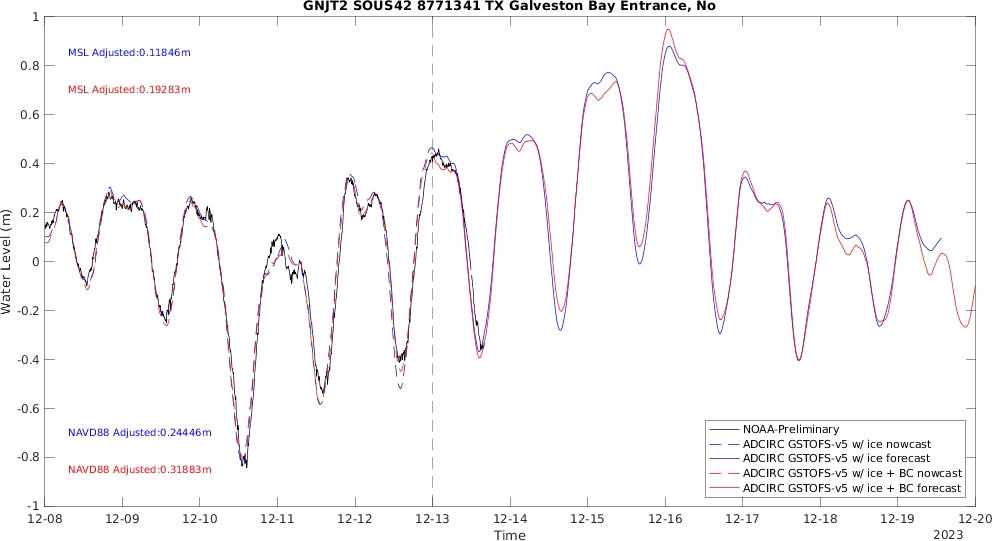 GNJT2 SOUS42 8771341 TX Galveston Bay Entrance, No
MSL Adjusted:0.11846m
MSL Adjusted:0.19283m
NAVD88 Adjusted:0.24446m
NAVD88 Adjusted:0.31883m
Water Level (m)
1
0.8
0.6
0.4
0.2
0
-0.2
-0.4
-0.6
-0.8
-1
NOAA-Preliminary
ADCIRC GSTOFS-v5 w/ ice nowcast
ADCIRC GSTOFS-v5 w/ ice forecast
ADCIRC GSTOFS-v5 w/ ice + BC nowcast
ADCIRC GSTOFS-v5 w/ ice + BC forecast
12-08 12-09 12-10 12-11 12-12 12-13 12-14 12-15 12-16 12-17 12-18 12-19 12-20
Time
2023